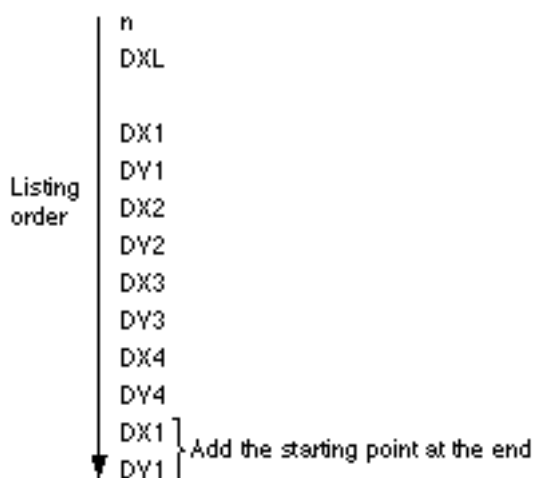 n
DXL
DX1
DY1
Listing
order
DX2
DY2
DX3
DY3
DX4
DY4
DX1
DY1
Add the starting point at the end